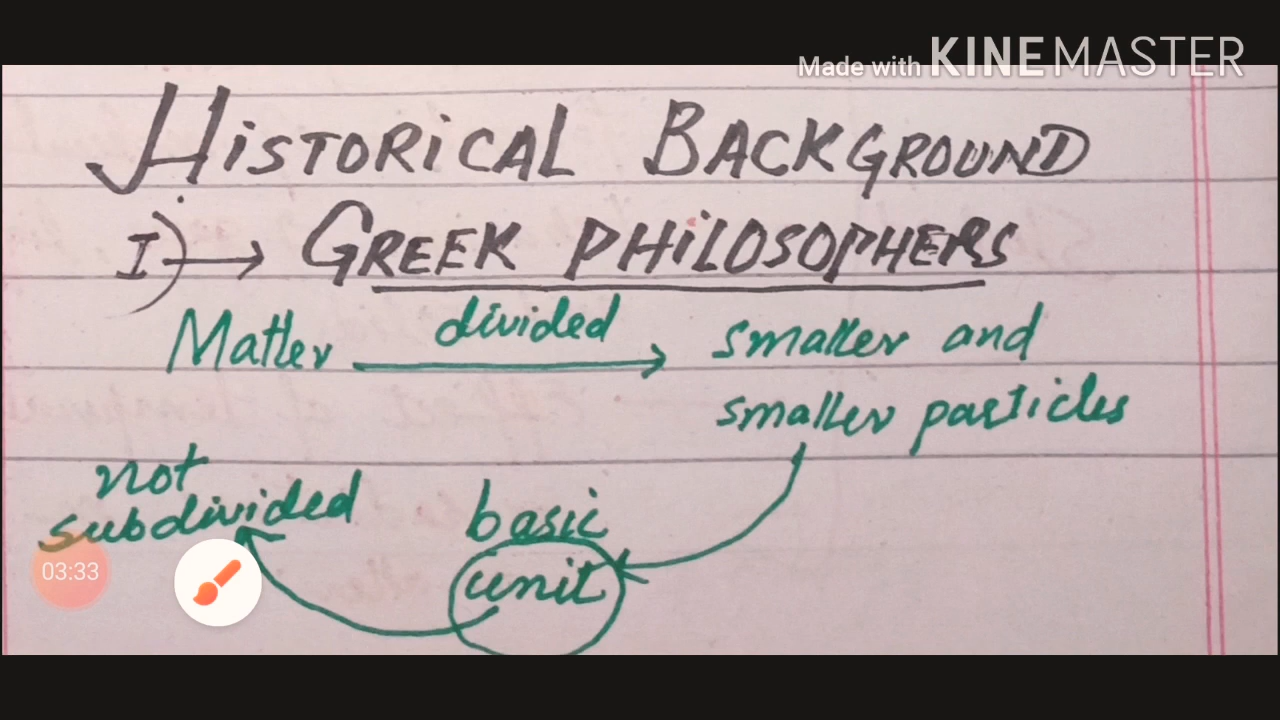 Made with KINEMASTER
HISTORICAL BACKGROUND
I) → GREEK PHILOSOPHERS
divided
Matter → smaller and
smaller particles
not
subdivided
basic
unit
03:33